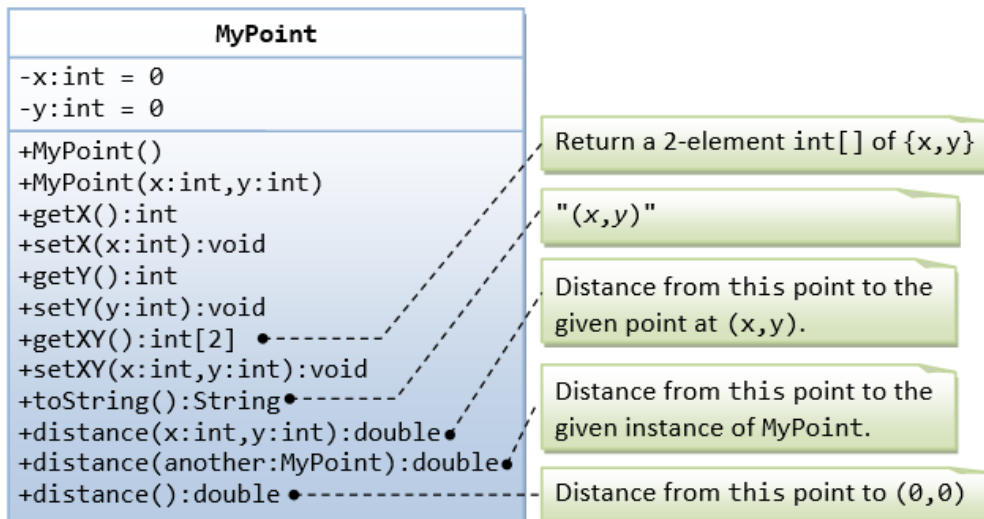 MyPoint
-x:int = 0
-y:int = 0
+MyPoint()
+MyPoint(x:int,y:int)
+getX():int
+setX(x:int):void
+getY():int
+setY(y:int):void
+getXY():int[2]
+setXY(x:int,y:int):void
+toString():String
+distance(x:int,y:int):double
+distance(another:MyPoint):double
+distance():double
Return a 2-element int[] of {x,y}
"(x,y)"
Distance from this point to the
given point at (x,y).
Distance from this point to the
given instance of MyPoint.
Distance from this point to (0,0)